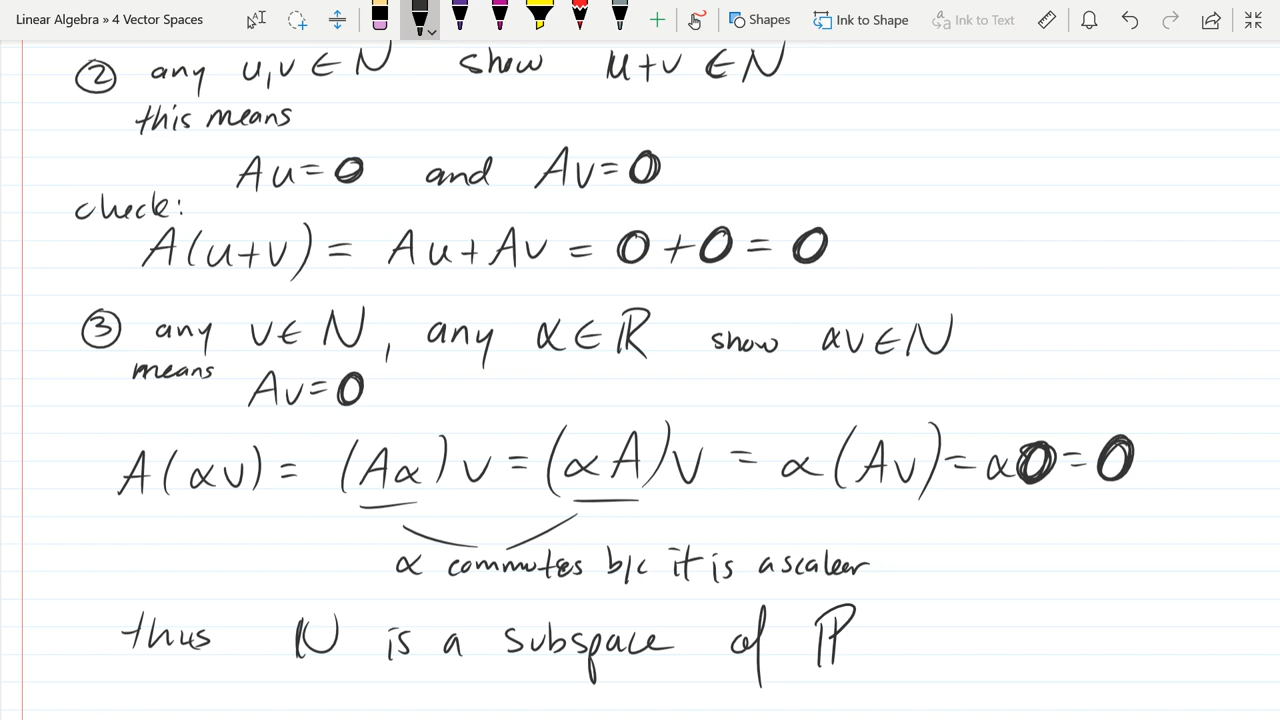 Linear Algebra » 4 Vector Spaces
Shapes
Ink to Shape
Ink to Text
② any u,v ∈ N show u+v ∈ N
this means
Au=0 and Av=0
check:
A(u+v) = Au+Av = 0+0=0
③ any v∈N, any α∈ℝ show αv∈N
means
Av=0
A(αv) = (Aα)v = (αA)v = α(Av)=α0=0
α commutes b/c it is a scaler
thus N is a subspace of ℙ